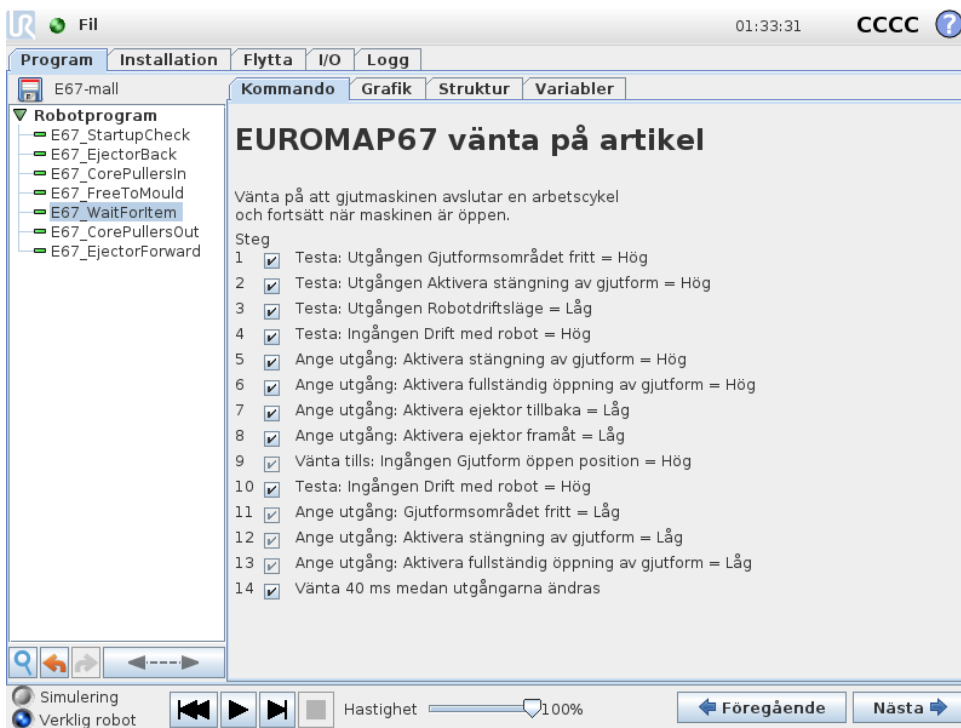 UR Fil 01:33:31 CCCC ?
Program Installation Flytta I/O Logg
E67-mall
Kommando Grafik Struktur Variabler
Robotprogram
E67_StartupCheck
E67_EjectorBack
E67_CorePullersIn
E67_FreeToMould
E67_WaitForItem
E67_CorePullersOut
E67_EjectorForward
EUROMAP67 vänta på artikel
Vänta på att gjutmaskinen avslutar en arbetscykel
och fortsätt när maskinen är öppen.
Steg
1 Testa: Utgången Gjutformsområdet fritt = Hög
2 Testa: Utgången Aktivera stängning av gjutform = Hög
3 Testa: Utgången Robotdriftsläge = Låg
4 Testa: Ingången Drift med robot = Hög
5 Ange utgång: Aktivera stängning av gjutform = Hög
6 Ange utgång: Aktivera fullständig öppning av gjutform = Hög
7 Ange utgång: Aktivera ejektor tillbaka = Låg
8 Ange utgång: Aktivera ejektor framåt = Låg
9 Vänta tills: Ingången Gjutform öppen position = Hög
10 Testa: Ingången Drift med robot = Hög
11 Ange utgång: Gjutformsområdet fritt = Låg
12 Ange utgång: Aktivera stängning av gjutform = Låg
13 Ange utgång: Aktivera fullständig öppning av gjutform = Låg
14 Vänta 40 ms medan utgångarna ändras
Simulering
Verklig robot
Hastighet 100%
Föregående Nästa